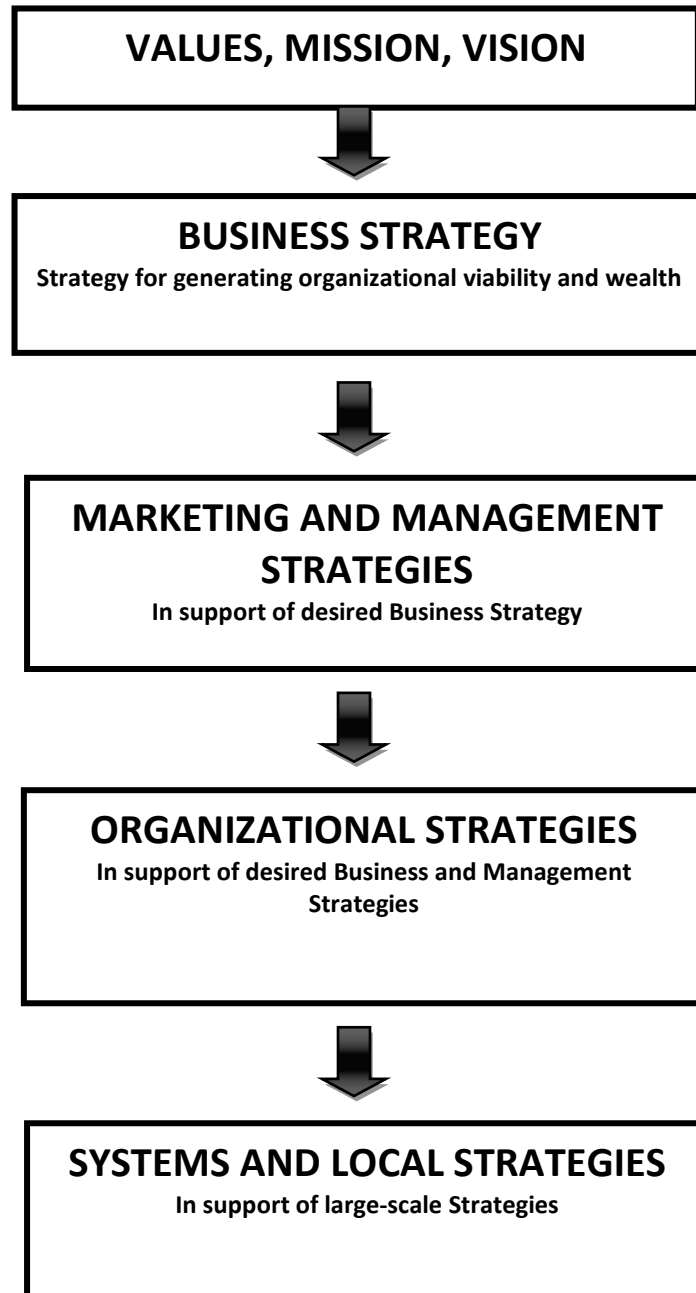 VALUES, MISSION, VISION
BUSINESS STRATEGY
Strategy for generating organizational viability and wealth
MARKETING AND MANAGEMENT
STRATEGIES
In support of desired Business Strategy
ORGANIZATIONAL STRATEGIES
In support of desired Business and Management
Strategies
SYSTEMS AND LOCAL STRATEGIES
In support of large-scale Strategies